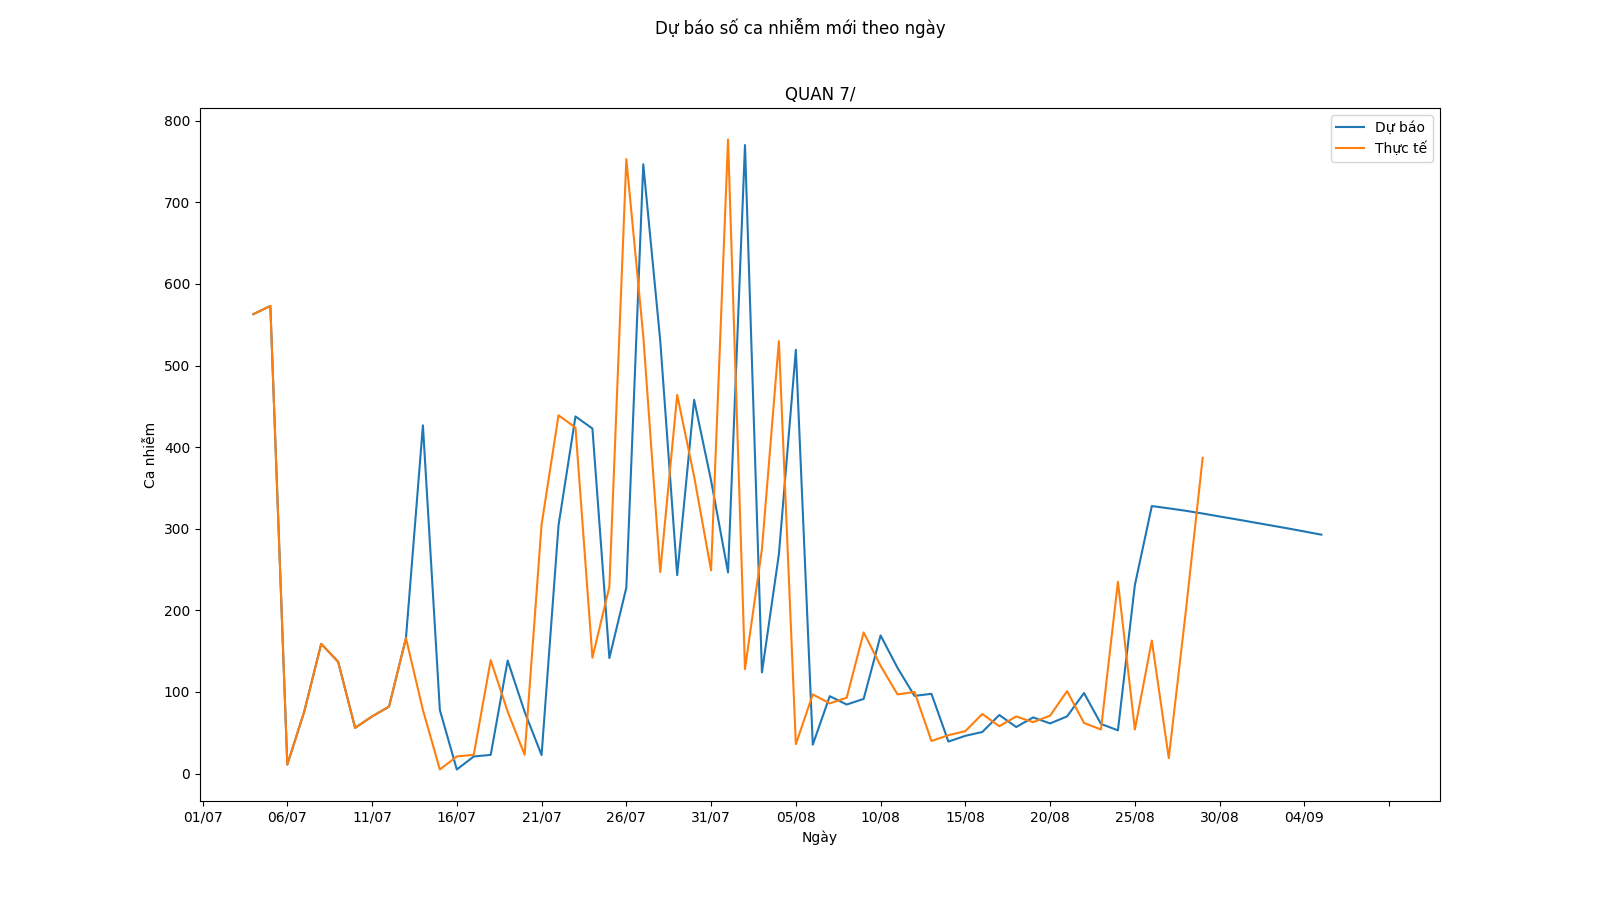 Dự báo số ca nhiễm mới theo ngày
QUAN 7/
Dự báo
Thực tế
Ca nhiễm
800
700
600
500
400
300
200
100
0
01/07 06/07 11/07 16/07 21/07 26/07 31/07 05/08 10/08 15/08 20/08 25/08 30/08 04/09
Ngày